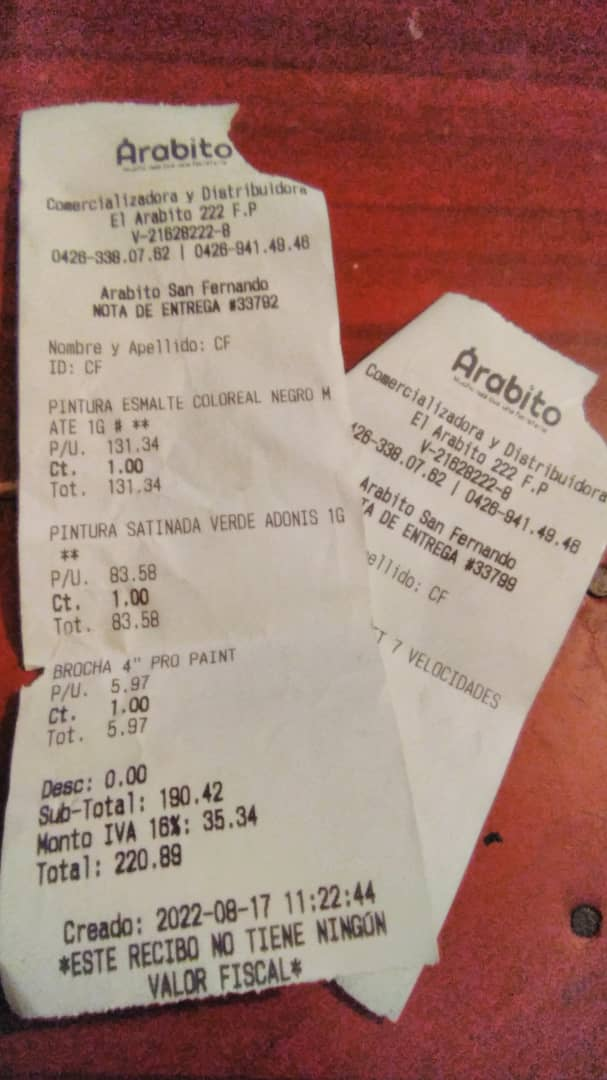 Árabito
Comercializadora y Distribuidora
El Arabito 222 F.P
V-21628222-8
0426-338.07.62 | 0426-941.49.46
Arabito San Fernando
NOTA DE ENTREGA #33792
Nombre y Apellido: CF
ID: CF
PINTURA ESMALTE COLOREAL NEGRO M
ATE 1G # **
P/U. 131.34
Ct. 1.00
Tot. 131.34
PINTURA SATINADA VERDE ADONIS 1G
**
P/U. 83.58
Ct. 1.00
Tot. 83.58
BROCHA 4" PRO PAINT
P/U. 5.97
Ct. 1.00
Tot. 5.97
Desc: 0.00
Sub-Total: 190.42
Monto IVA 16%: 35.34
Total: 220.89
Creado: 2022-08-17 11:22:44
*ESTE RECIBO NO TIENE NINGÚN
VALOR FISCAL*
Árabito
Comercializadora y Distribuidora
El Arabito 222 F.P
V-21628222-8
426-338.07.62 | 0426-941.49.46
Arabito San Fernando
TA DE ENTREGA #33799
ellido: CF
ET 7 VELOCIDADES